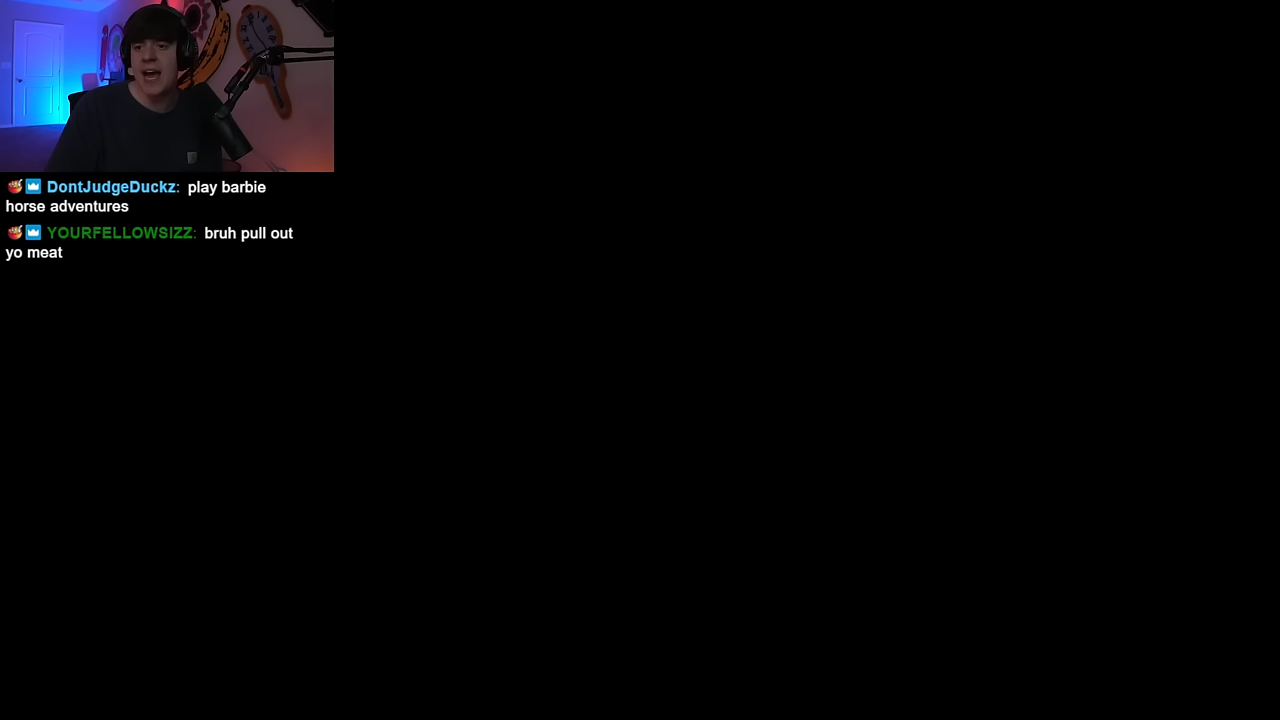 DontJudgeDuckz: play barbie
horse adventures
YOURFELLOWSIZZ: bruh pull out
yo meat